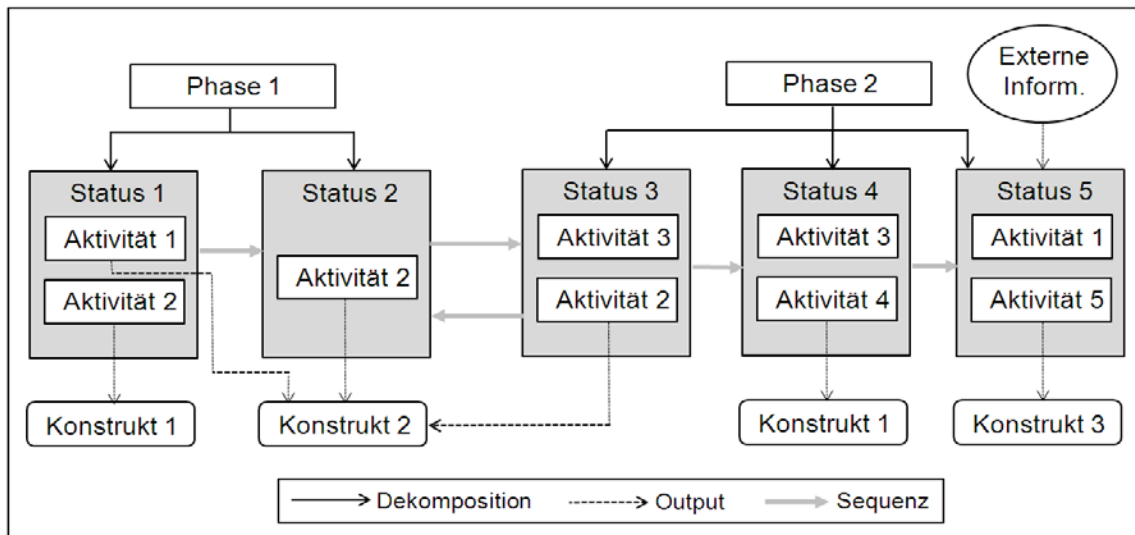 Phase 1
Phase 2
Externe
Inform.
Status 1
Status 2
Status 3
Status 4
Status 5
Aktivität 1
Aktivität 2
Aktivität 2
Aktivität 3
Aktivität 2
Aktivität 3
Aktivität 4
Aktivität 1
Aktivität 5
Konstrukt 1
Konstrukt 2
Konstrukt 1
Konstrukt 3
Dekomposition
Output
Sequenz